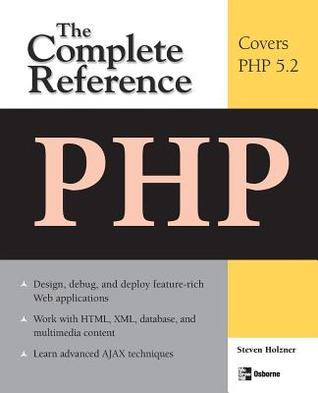 The
Complete
Reference
Covers
PHP 5.2
PHP
Design, debug, and deploy feature-rich
Web applications
Work with HTML, XML, database, and
multimedia content
Learn advanced AJAX techniques
Steven Holzner
Osborne